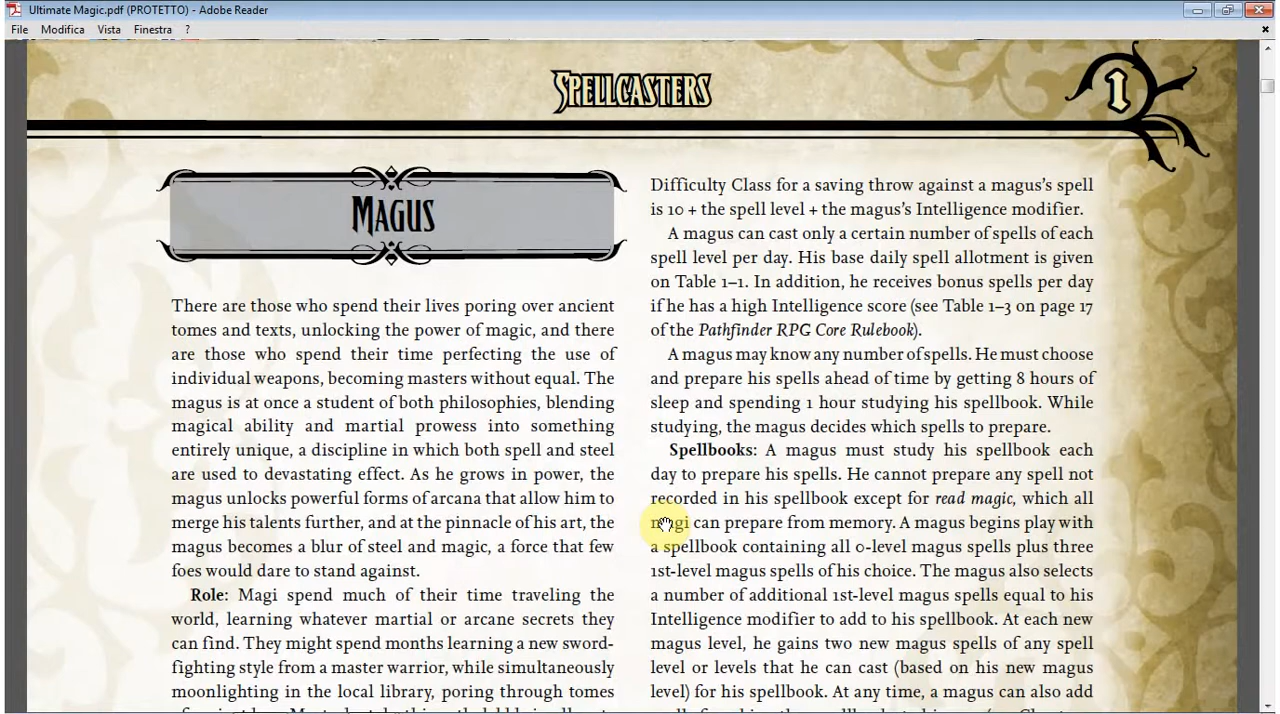 Ultimate Magic.pdf (PROTETTO) - Adobe Reader
File Modifica Vista Finestra ?
SPELLCASTERS
1
MAGUS
There are those who spend their lives poring over ancient
tomes and texts, unlocking the power of magic, and there
are those who spend their time perfecting the use of
individual weapons, becoming masters without equal. The
magus is at once a student of both philosophies, blending
magical ability and martial prowess into something
entirely unique, a discipline in which both spell and steel
are used to devastating effect. As he grows in power, the
magus unlocks powerful forms of arcana that allow him to
merge his talents further, and at the pinnacle of his art, the
magus becomes a blur of steel and magic, a force that few
foes would dare to stand against.
Role: Magi spend much of their time traveling the
world, learning whatever martial or arcane secrets they
can find. They might spend months learning a new sword-
fighting style from a master warrior, while simultaneously
moonlighting in the local library, poring through tomes
Difficulty Class for a saving throw against a magus's spell
is 10 + the spell level + the magus's Intelligence modifier.
A magus can cast only a certain number of spells of each
spell level per day. His base daily spell allotment is given
on Table 1–1. In addition, he receives bonus spells per day
if he has a high Intelligence score (see Table 1–3 on page 17
of the Pathfinder RPG Core Rulebook).
A magus may know any number of spells. He must choose
and prepare his spells ahead of time by getting 8 hours of
sleep and spending 1 hour studying his spellbook. While
studying, the magus decides which spells to prepare.
Spellbooks: A magus must study his spellbook each
day to prepare his spells. He cannot prepare any spell not
recorded in his spellbook except for read magic, which all
magi can prepare from memory. A magus begins play with
a spellbook containing all 0-level magus spells plus three
1st-level magus spells of his choice. The magus also selects
a number of additional 1st-level magus spells equal to his
Intelligence modifier to add to his spellbook. At each new
magus level, he gains two new magus spells of any spell
level or levels that he can cast (based on his new magus
level) for his spellbook. At any time, a magus can also add